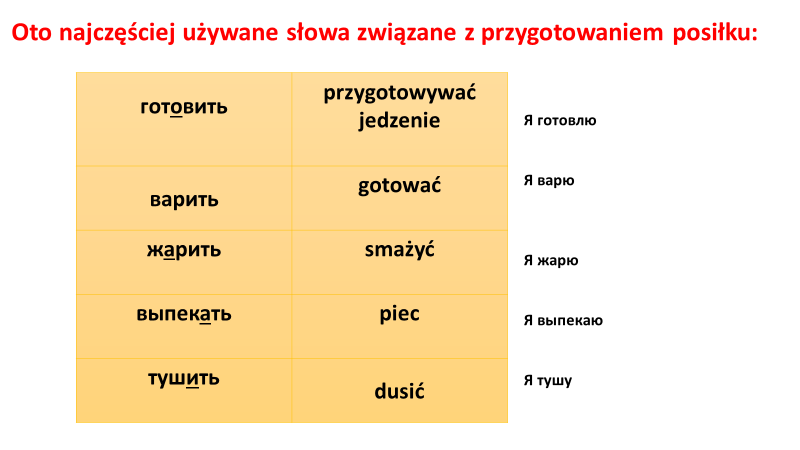 Oto najczęściej używane słowa związane z przygotowaniem posiłku:
готовить
przygotowywać
jedzenie
Я готовлю
варить
gotować
Я варю
жарить
smażyć
Я жарю
выпекать
piec
Я выпекаю
тушить
dusić
Я тушу